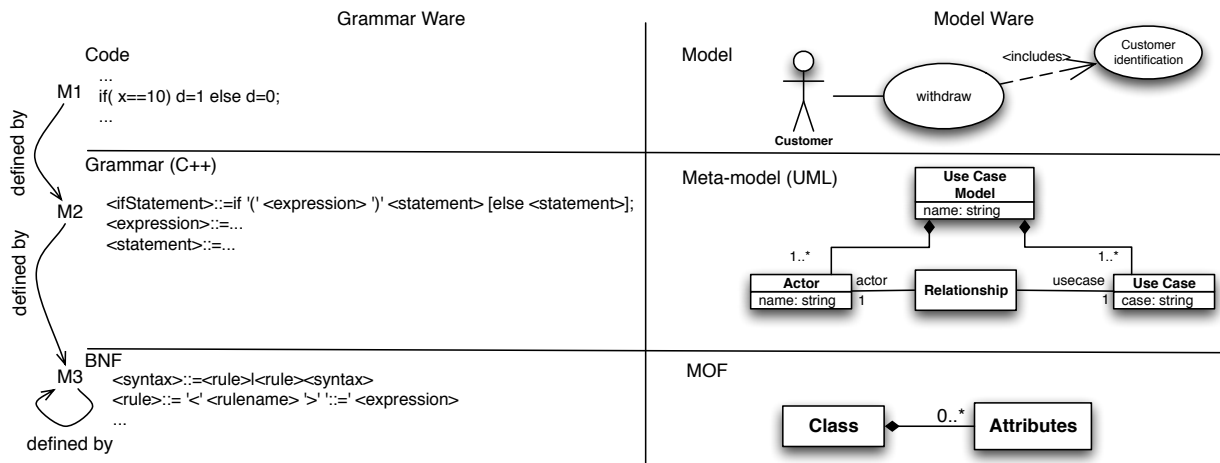 Grammar Ware
Model Ware
Code
...
M1
if( x==10) d=1 else d=0;
...
defined by
Model
Customer
withdraw
<includes>
Customer
identification
Grammar (C++)
M2
<ifStatement>::=if '(' <expression> ')' <statement> [else <statement>];
<expression>::=...
<statement>::=...
defined by
Meta-model (UML)
Use Case
Model
name: string
1..*
1..*
Actor
name: string
actor
1
Relationship
usecase
1
Use Case
case: string
BNF
M3
<syntax>::=<rule>|<rule><syntax>
<rule>::= '<' <rulename> '>' '::=' <expression>
...
defined by
MOF
Class
0..*
Attributes